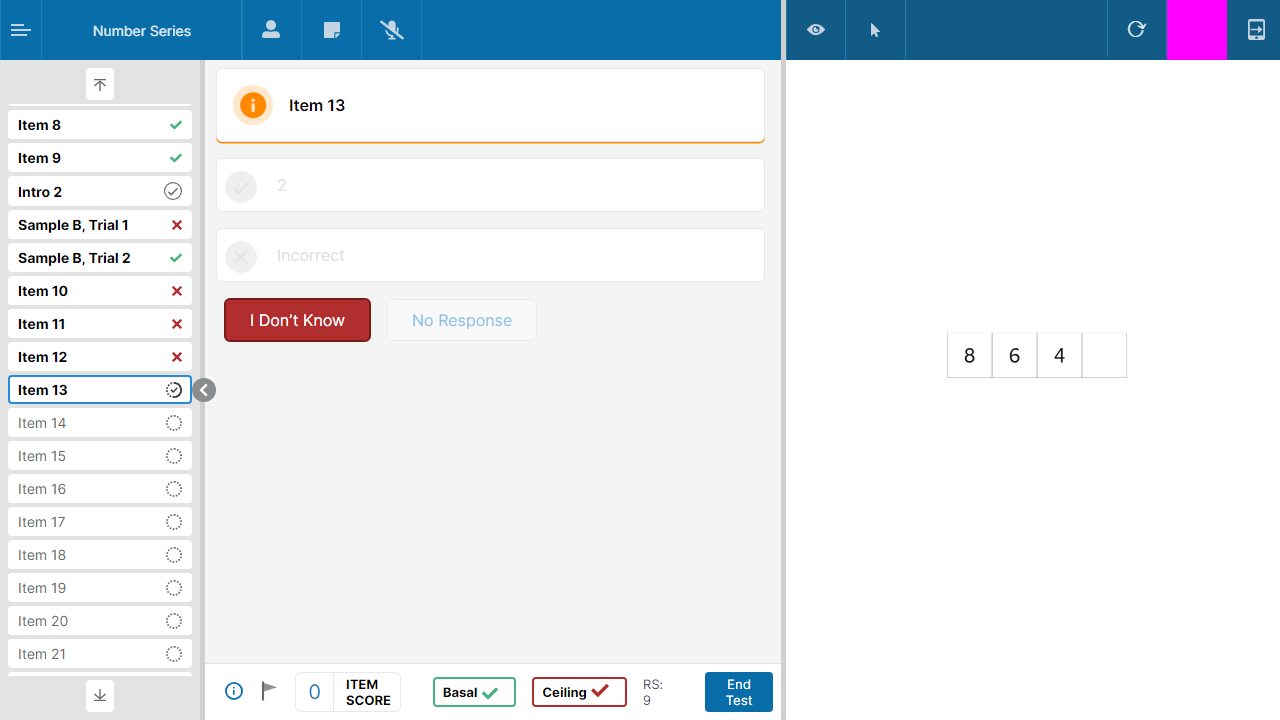 Number Series
Item 8
Item 9
Intro 2
Sample B, Trial 1
Sample B, Trial 2
Item 10
Item 11
Item 12
Item 13
Item 14
Item 15
Item 16
Item 17
Item 18
Item 19
Item 20
Item 21
Item 13
2
Incorrect
I Don’t Know
No Response
0
ITEM
SCORE
Basal
Ceiling
RS:
9
End
Test
8 6 4